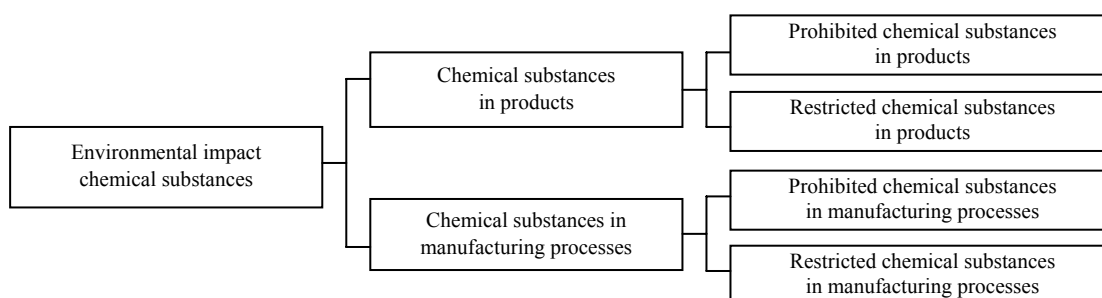 Environmental impact
chemical substances
Chemical substances
in products
Prohibited chemical substances
in products
Restricted chemical substances
in products
Chemical substances in
manufacturing processes
Prohibited chemical substances
in manufacturing processes
Restricted chemical substances
in manufacturing processes